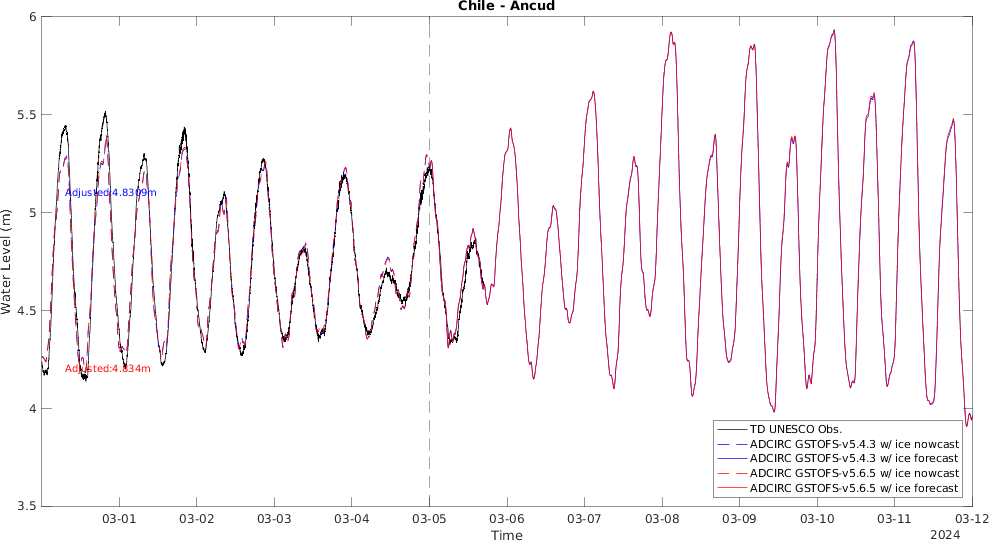 Chile - Ancud
6
5.5
5
4.5
4
3.5
Water Level (m)
Adjusted:4.8309m
Adjusted:4.834m
TD UNESCO Obs.
ADCIRC GSTOFS-v5.4.3 w/ ice nowcast
ADCIRC GSTOFS-v5.4.3 w/ ice forecast
ADCIRC GSTOFS-v5.6.5 w/ ice nowcast
ADCIRC GSTOFS-v5.6.5 w/ ice forecast
03-01 03-02 03-03 03-04 03-05 03-06 03-07 03-08 03-09 03-10 03-11 03-12
Time
2024